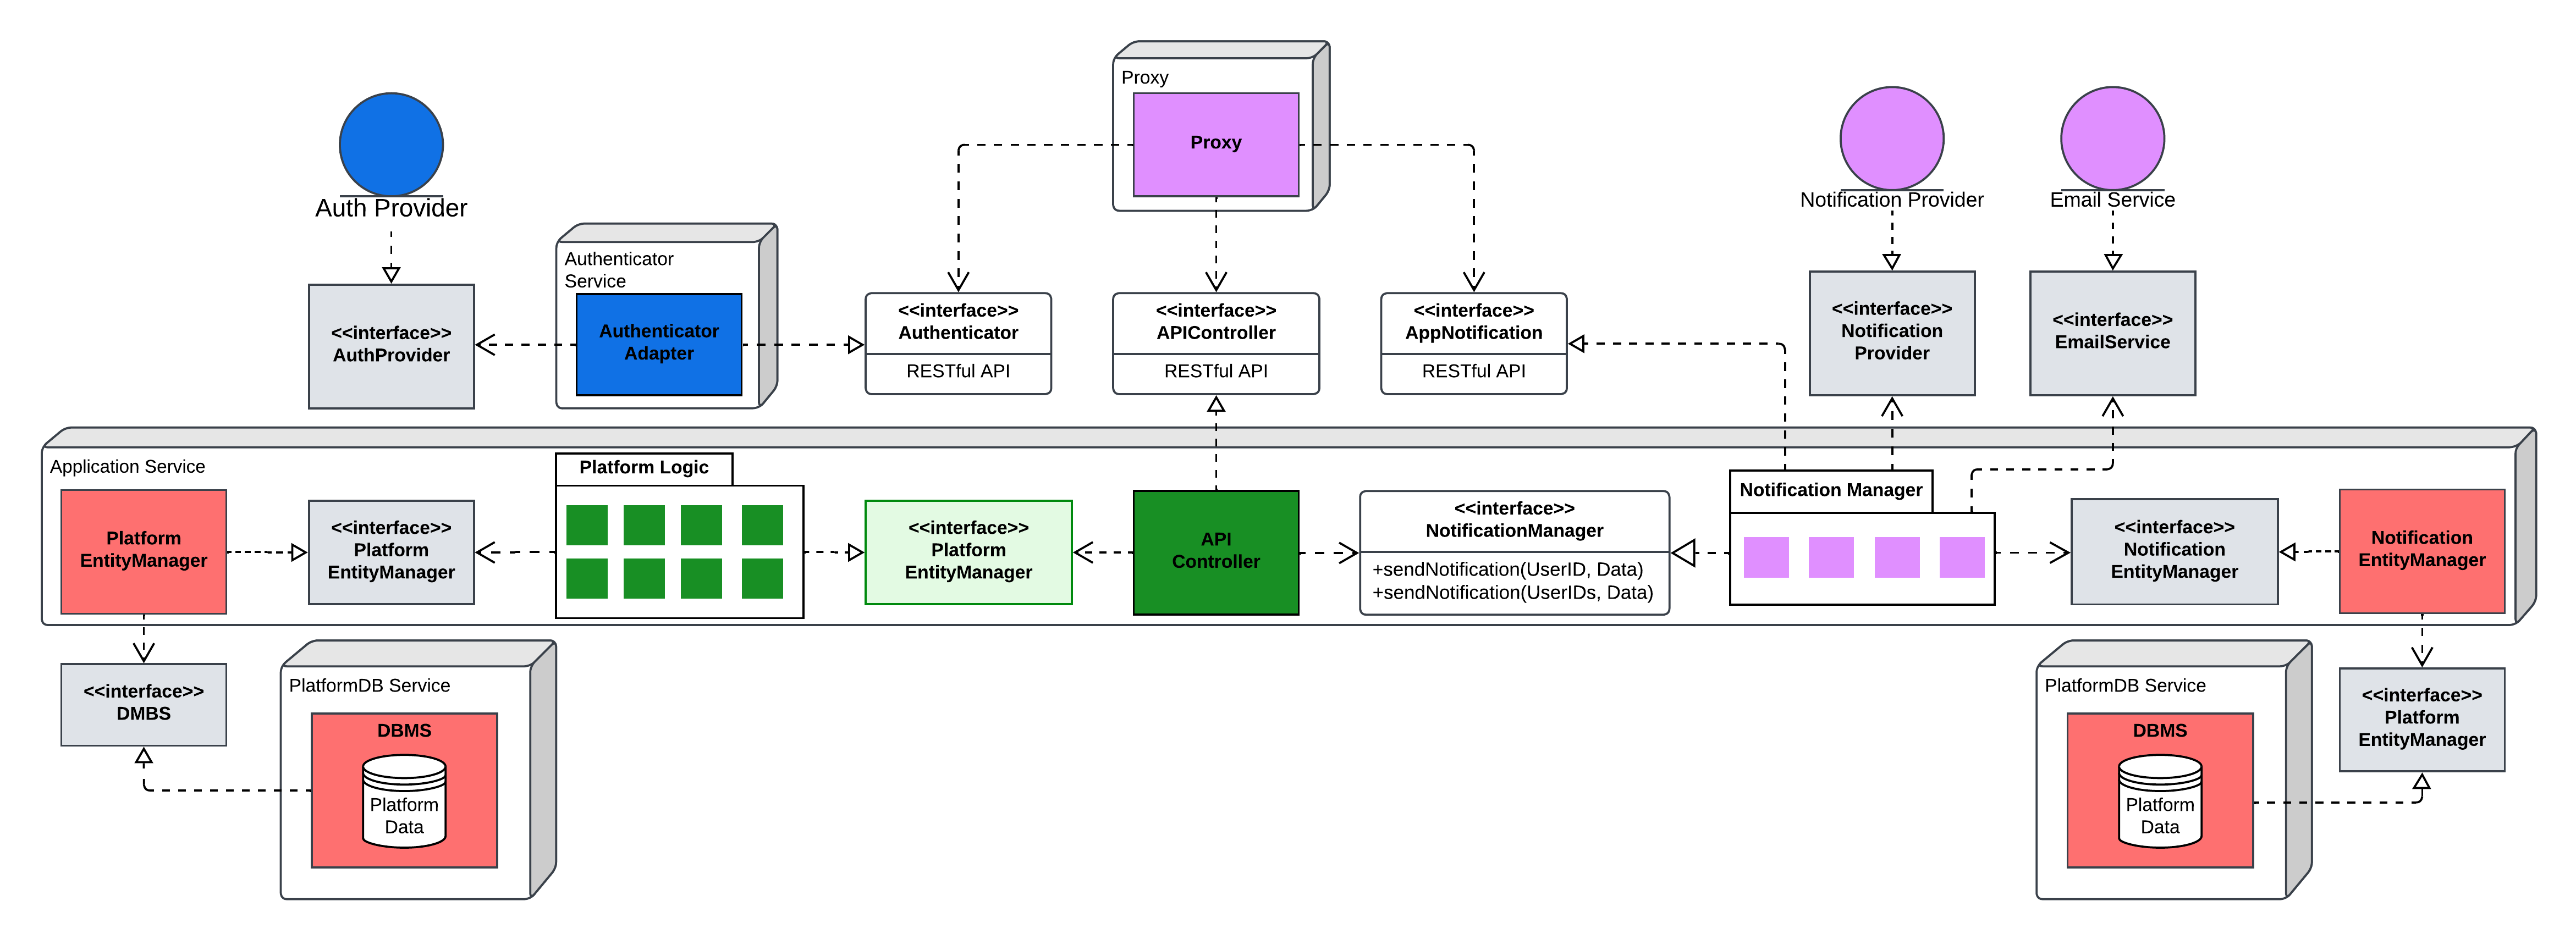 Proxy
Proxy
Auth Provider
Notification Provider
Email Service
Authenticator
Service
<<interface>>
AuthProvider
Authenticator
Adapter
<<interface>>
Authenticator
RESTful API
<<interface>>
APIController
RESTful API
<<interface>>
AppNotification
RESTful API
<<interface>>
Notification
Provider
<<interface>>
EmailService
Application Service
Platform
EntityManager
<<interface>>
Platform
EntityManager
Platform Logic
<<interface>>
Platform
EntityManager
API
Controller
<<interface>>
NotificationManager
+sendNotification(UserID, Data)
+sendNotification(UserIDs, Data)
Notification Manager
<<interface>>
Notification
EntityManager
Notification
EntityManager
<<interface>>
DMBS
PlatformDB Service
DBMS
Platform
Data
PlatformDB Service
DBMS
Platform
Data
<<interface>>
Platform
EntityManager